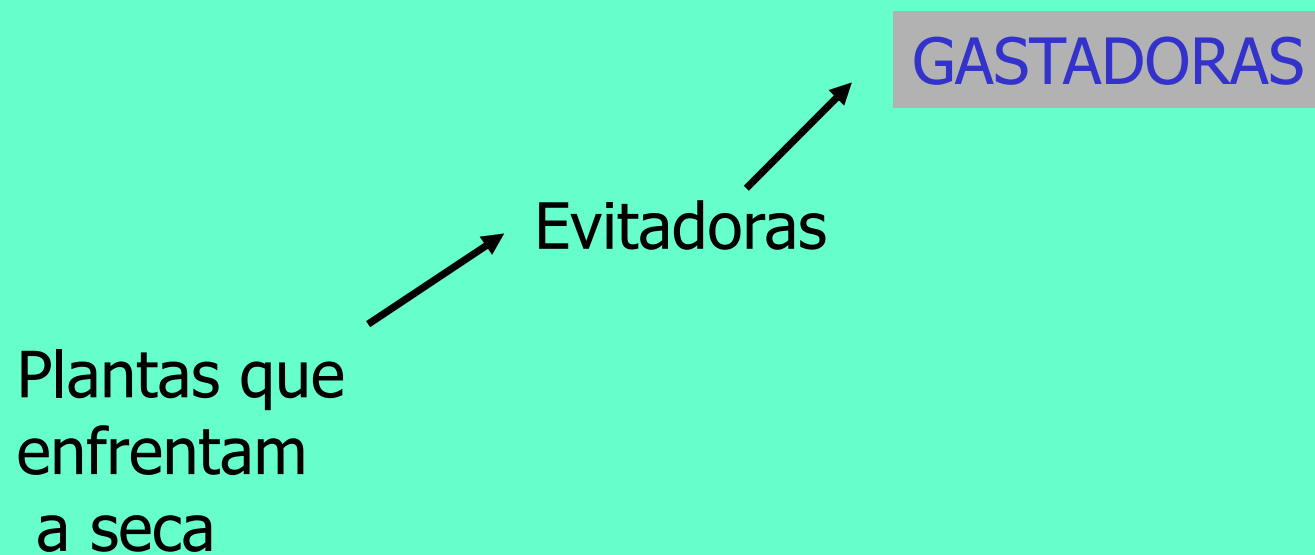 GASTADORAS
Evitadoras
Plantas que
enfrentam
a seca